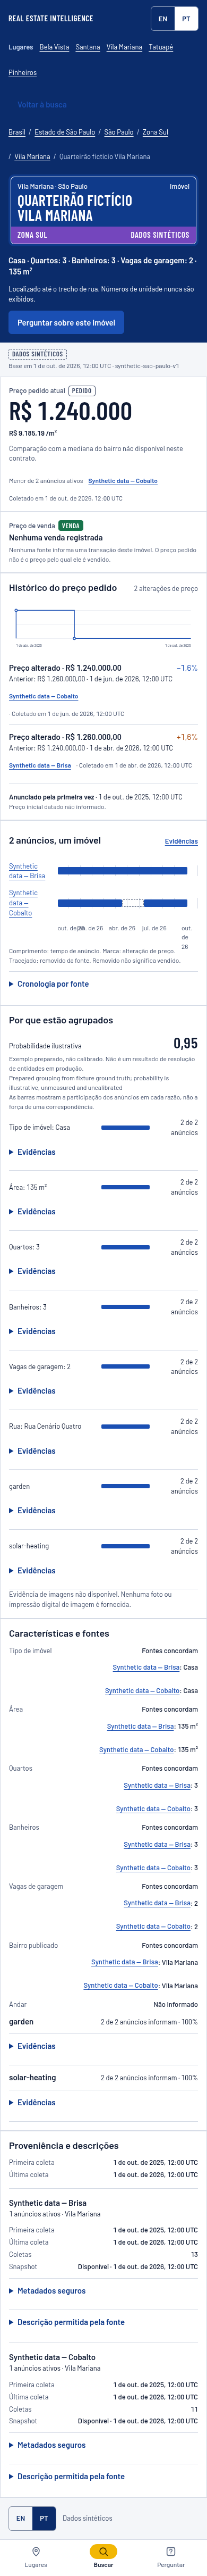 REAL ESTATE INTELLIGENCE
EN PT
Lugares Bela Vista Santana Vila Mariana Tatuapé
Pinheiros
Voltar à busca
Brasil / Estado de São Paulo / São Paulo / Zona Sul
/ Vila Mariana / Quarteirão fictício Vila Mariana
Vila Mariana · São Paulo Imóvel
QUARTEIRÃO FICTÍCIO
VILA MARIANA
ZONA SUL DADOS SINTÉTICOS
Casa · Quartos: 3 · Banheiros: 3 · Vagas de garagem: 2 ·
135 m²
Localizado até o trecho de rua. Números de unidade nunca são
exibidos.
Perguntar sobre este imóvel
DADOS SINTÉTICOS
Base em 1 de out. de 2026, 12:00 UTC · synthetic-sao-paulo-v1
Preço pedido atual PEDIDO
R$ 1.240.000
R$ 9.185,19 /m²
Comparação com a mediana do bairro não disponível neste
contrato.
Menor de 2 anúncios ativos Synthetic data — Cobalto
Coletado em 1 de out. de 2026, 12:00 UTC
Preço de venda VENDA
Nenhuma venda registrada
Nenhuma fonte informa uma transação deste imóvel. O preço pedido
não é o preço pelo qual ele é vendido.
Histórico do preço pedido 2 alterações de preço
1 de abr. de 2025 1 de out. de 2026
Preço alterado · R$ 1.240.000,00 −1.6%
Anterior: R$ 1.260.000,00 · 1 de jun. de 2026, 12:00 UTC
Synthetic data — Cobalto
· Coletado em 1 de jun. de 2026, 12:00 UTC
Preço alterado · R$ 1.260.000,00 +1.6%
Anterior: R$ 1.240.000,00 · 1 de abr. de 2026, 12:00 UTC
Synthetic data — Brisa · Coletado em 1 de abr. de 2026, 12:00 UTC
Anunciado pela primeira vez · 1 de out. de 2025, 12:00 UTC
Preço inicial datado não informado.
2 anúncios, um imóvel Evidências
Synthetic
data — Brisa
Synthetic
data —
Cobalto
out. de 25 jan. de 26 abr. de 26 jul. de 26 out.
de
26
Comprimento: tempo de anúncio. Marca: alteração de preço.
Tracejado: removido da fonte. Removido não significa vendido.
Cronologia por fonte
Por que estão agrupados
Probabilidade ilustrativa 0,95
Exemplo preparado, não calibrado. Não é um resultado de resolução
de entidades em produção.
Prepared grouping from fixture ground truth; probability is
illustrative, unmeasured and uncalibrated
As barras mostram a participação dos anúncios em cada razão, não a
força de uma correspondência.
Tipo de imóvel: Casa 2 de 2
anúncios
Evidências
Área: 135 m² 2 de 2
anúncios
Evidências
Quartos: 3 2 de 2
anúncios
Evidências
Banheiros: 3 2 de 2
anúncios
Evidências
Vagas de garagem: 2 2 de 2
anúncios
Evidências
Rua: Rua Cenário Quatro 2 de 2
anúncios
Evidências
garden 2 de 2
anúncios
Evidências
solar-heating 2 de 2
anúncios
Evidências
Evidência de imagens não disponível. Nenhuma foto ou
impressão digital de imagem é fornecida.
Características e fontes
Tipo de imóvel Fontes concordam
Synthetic data — Brisa: Casa
Synthetic data — Cobalto: Casa
Área Fontes concordam
Synthetic data — Brisa: 135 m²
Synthetic data — Cobalto: 135 m²
Quartos Fontes concordam
Synthetic data — Brisa: 3
Synthetic data — Cobalto: 3
Banheiros Fontes concordam
Synthetic data — Brisa: 3
Synthetic data — Cobalto: 3
Vagas de garagem Fontes concordam
Synthetic data — Brisa: 2
Synthetic data — Cobalto: 2
Bairro publicado Fontes concordam
Synthetic data — Brisa: Vila Mariana
Synthetic data — Cobalto: Vila Mariana
Andar Não informado
garden 2 de 2 anúncios informam · 100%
Evidências
solar-heating 2 de 2 anúncios informam · 100%
Evidências
Proveniência e descrições
Primeira coleta 1 de out. de 2025, 12:00 UTC
Última coleta 1 de out. de 2026, 12:00 UTC
Synthetic data — Brisa
1 anúncios ativos · Vila Mariana
Primeira coleta 1 de out. de 2025, 12:00 UTC
Última coleta 1 de out. de 2026, 12:00 UTC
Coletas 13
Snapshot Disponível · 1 de out. de 2026, 12:00 UTC
Metadados seguros
Descrição permitida pela fonte
Synthetic data — Cobalto
1 anúncios ativos · Vila Mariana
Primeira coleta 1 de out. de 2025, 12:00 UTC
Última coleta 1 de out. de 2026, 12:00 UTC
Coletas 11
Snapshot Disponível · 1 de out. de 2026, 12:00 UTC
Metadados seguros
Descrição permitida pela fonte
EN PT Dados sintéticos
Lugares Buscar Perguntar